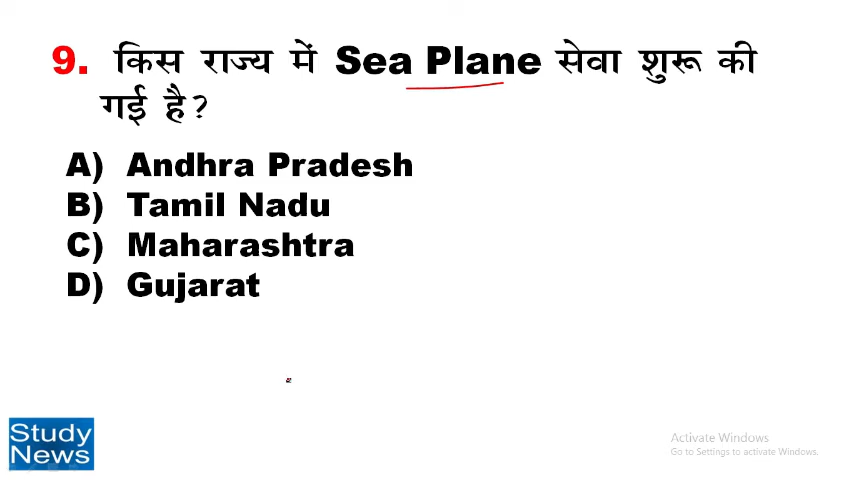 9. किस राज्य में Sea Plane सेवा शुरू की
गई है?
A) Andhra Pradesh
B) Tamil Nadu
C) Maharashtra
D) Gujarat
Study
News
Activate Windows
Go to Settings to activate Windows.